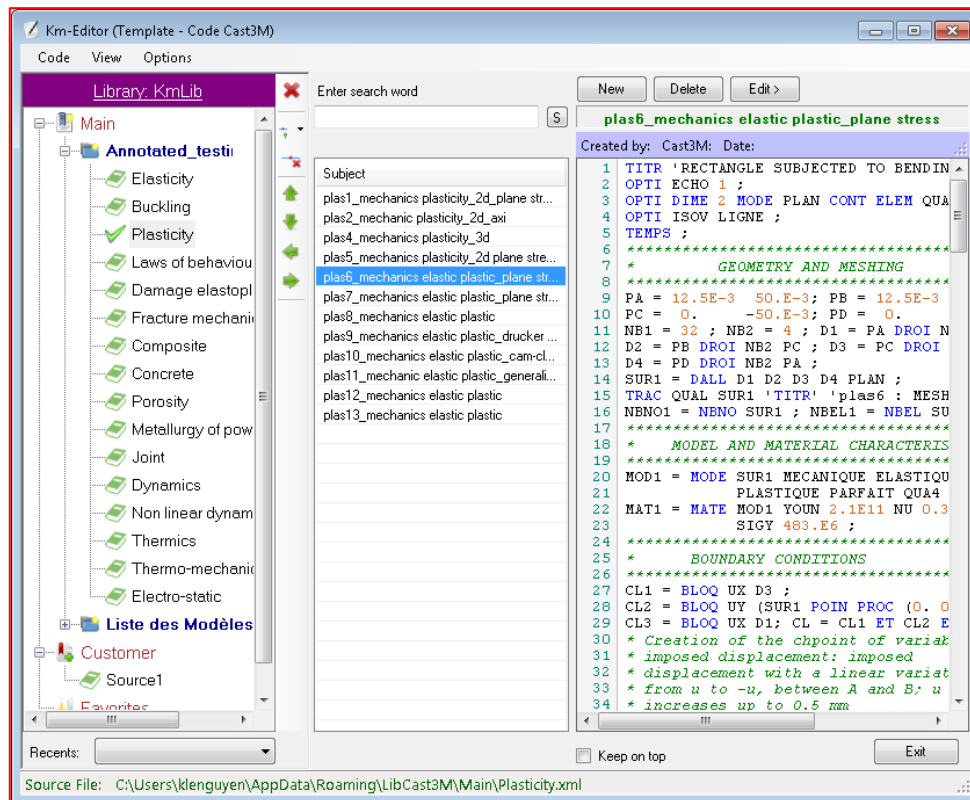 Km-Editor (Template - Code Cast3M)
Code View Options
Library: KmLib
Main
Annotated_testi
Elasticity
Buckling
Plasticity
Laws of behaviou
Damage elastopl
Fracture mechani
Composite
Concrete
Porosity
Metallurgy of pow
Joint
Dynamics
Non linear dynam
Thermics
Thermo-mechanic
Electro-static
Liste des Modèles
Customer
Source1
Favorites
Recents:
Enter search word
S
Subject
plas1_mechanics plasticity_2d_plane str...
plas2_mechanic plasticity_2d_axi
plas4_mechanics plasticity_3d
plas5_mechanics plasticity_2d plane stre...
plas6_mechanics elastic plastic_plane str...
plas7_mechanics elastic plastic_plane str...
plas8_mechanics elastic plastic
plas9_mechanics elastic plastic_drucker ...
plas10_mechanics elastic plastic_cam-cl...
plas11_mechanic elastic plastic_generali...
plas12_mechanics elastic plastic
plas13_mechanics elastic plastic
New Delete Edit >
plas6_mechanics elastic plastic_plane stress
Created by: Cast3M: Date:
1 TITR 'RECTANGLE SUBJECTED TO BENDIN
2 OPTI ECHO 1 ;
3 OPTI DIME 2 MODE PLAN CONT ELEM QUA
4 OPTI ISOV LIGNE ;
5 TEMPS ;
6 *************************************
7 * GEOMETRY AND MESHING
8 *************************************
9 PA = 12.5E-3 50.E-3; PB = 12.5E-3
10 PC = 0. -50.E-3; PD = 0.
11 NB1 = 32 ; NB2 = 4 ; D1 = PA DROI N
12 D2 = PB DROI NB2 PC ; D3 = PC DROI
13 D4 = PD DROI NB2 PA ;
14 SUR1 = DALL D1 D2 D3 D4 PLAN ;
15 TRAC QUAL SUR1 'TITR' 'plas6 : MESH
16 NBNO1 = NBNO SUR1 ; NBEL1 = NBEL SU
17 *************************************
18 * MODEL AND MATERIAL CHARACTERIS
19 *************************************
20 MOD1 = MODE SUR1 MECANIQUE ELASTIQU
21 PLASTIQUE PARFAIT QUA4
22 MAT1 = MATE MOD1 YOUN 2.1E11 NU 0.3
23 SIGY 483.E6 ;
24 *************************************
25 * BOUNDARY CONDITIONS
26 *************************************
27 CL1 = BLOQ UX D3 ;
28 CL2 = BLOQ UY (SUR1 POIN PROC (0. 0
29 CL3 = BLOQ UX D1; CL = CL1 ET CL2 E
30 * Creation of the chpoint of variab
31 * imposed displacement: imposed
32 * displacement with a linear variat
33 * from u to -u, between A and B; u
34 * increases up to 0.5 mm
Keep on top
Exit
Source File: C:\Users\klenguyen\AppData\Roaming\LibCast3M\Main\Plasticity.xml